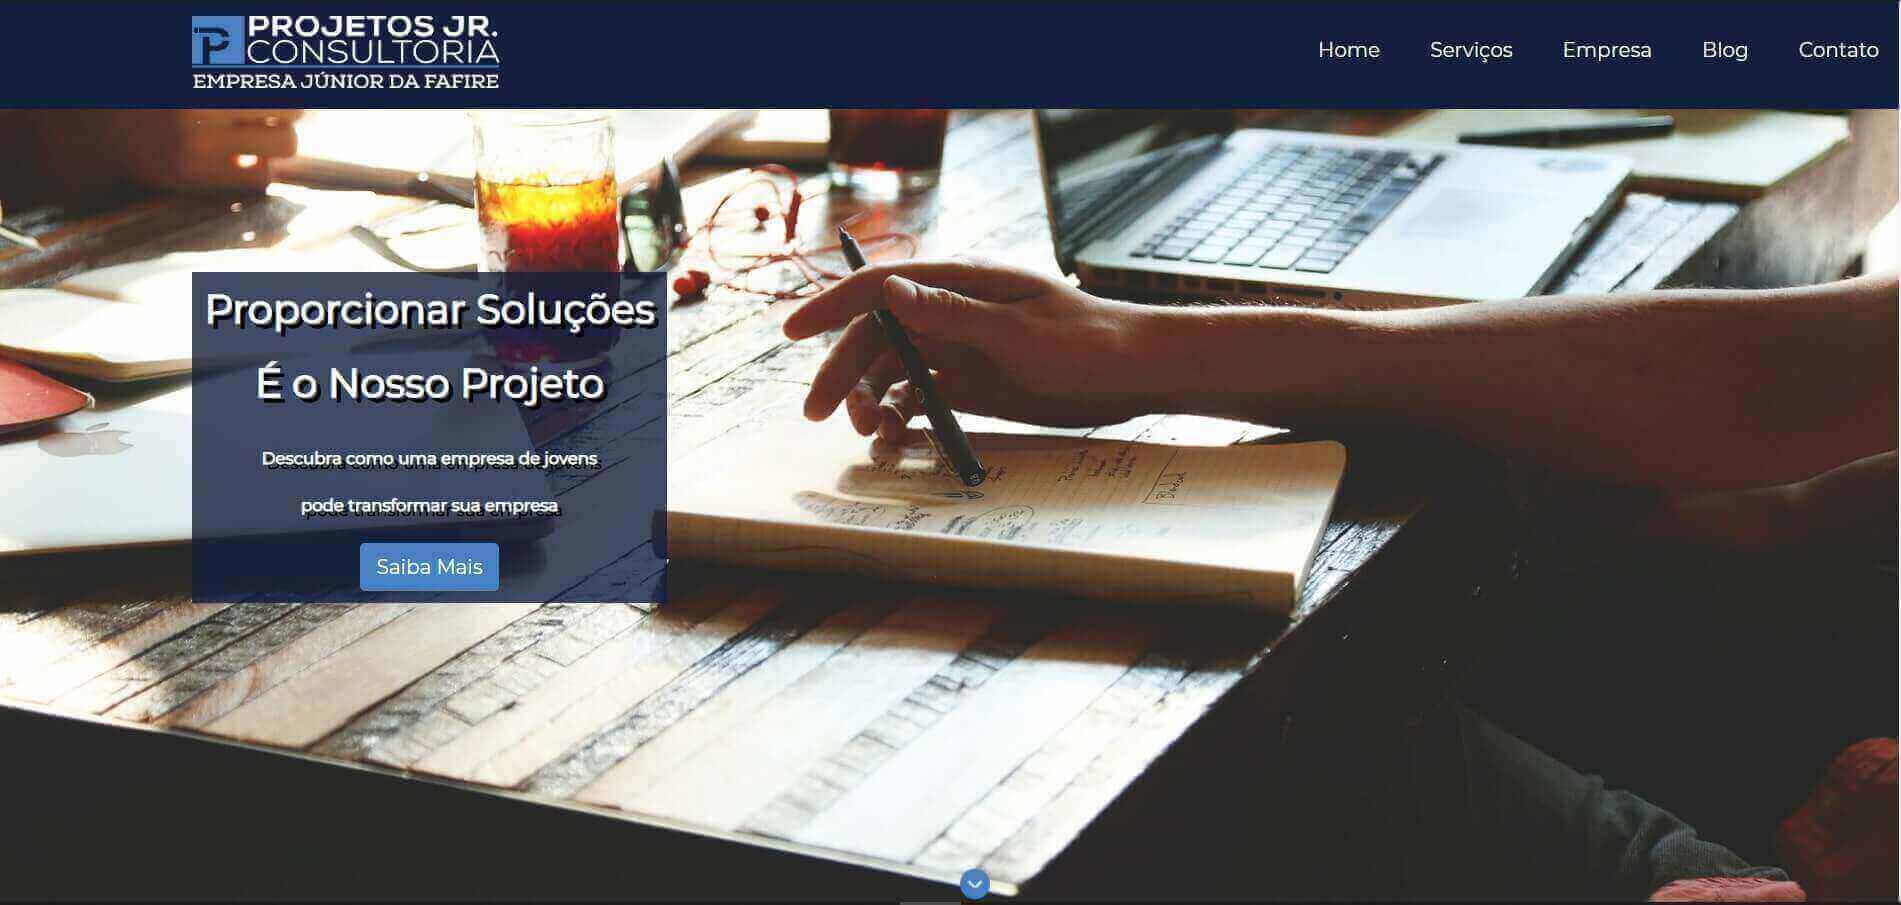 PROJETOS JR.
CONSULTORIA
EMPRESA JÚNIOR DA FAFIRE
Home Serviços Empresa Blog Contato
Proporcionar Soluções
É o Nosso Projeto
Descubra como uma empresa de jovens
pode transformar sua empresa
Saiba Mais